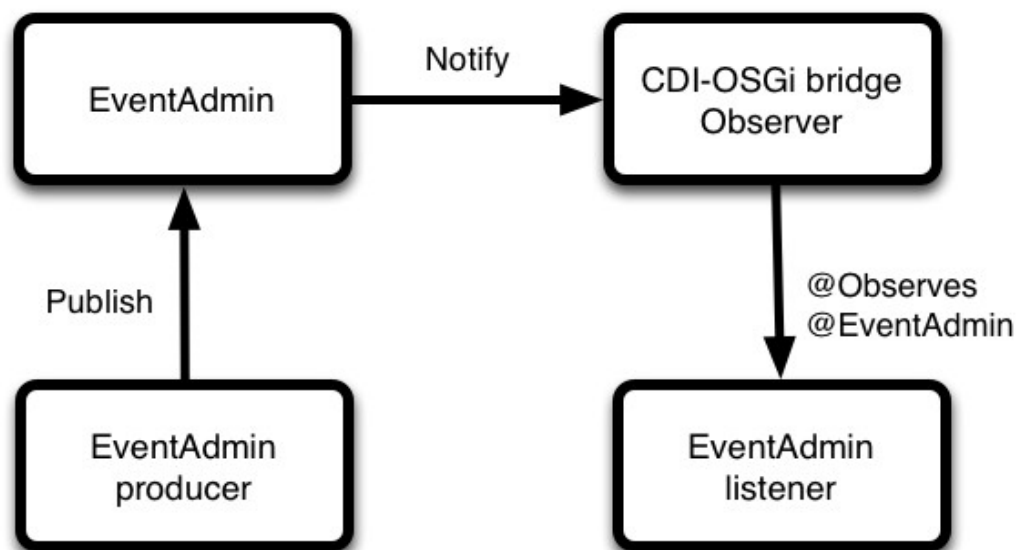 EventAdmin
Notify
CDI-OSGi bridge
Observer
Publish
@Observes
@EventAdmin
EventAdmin
producer
EventAdmin
listener